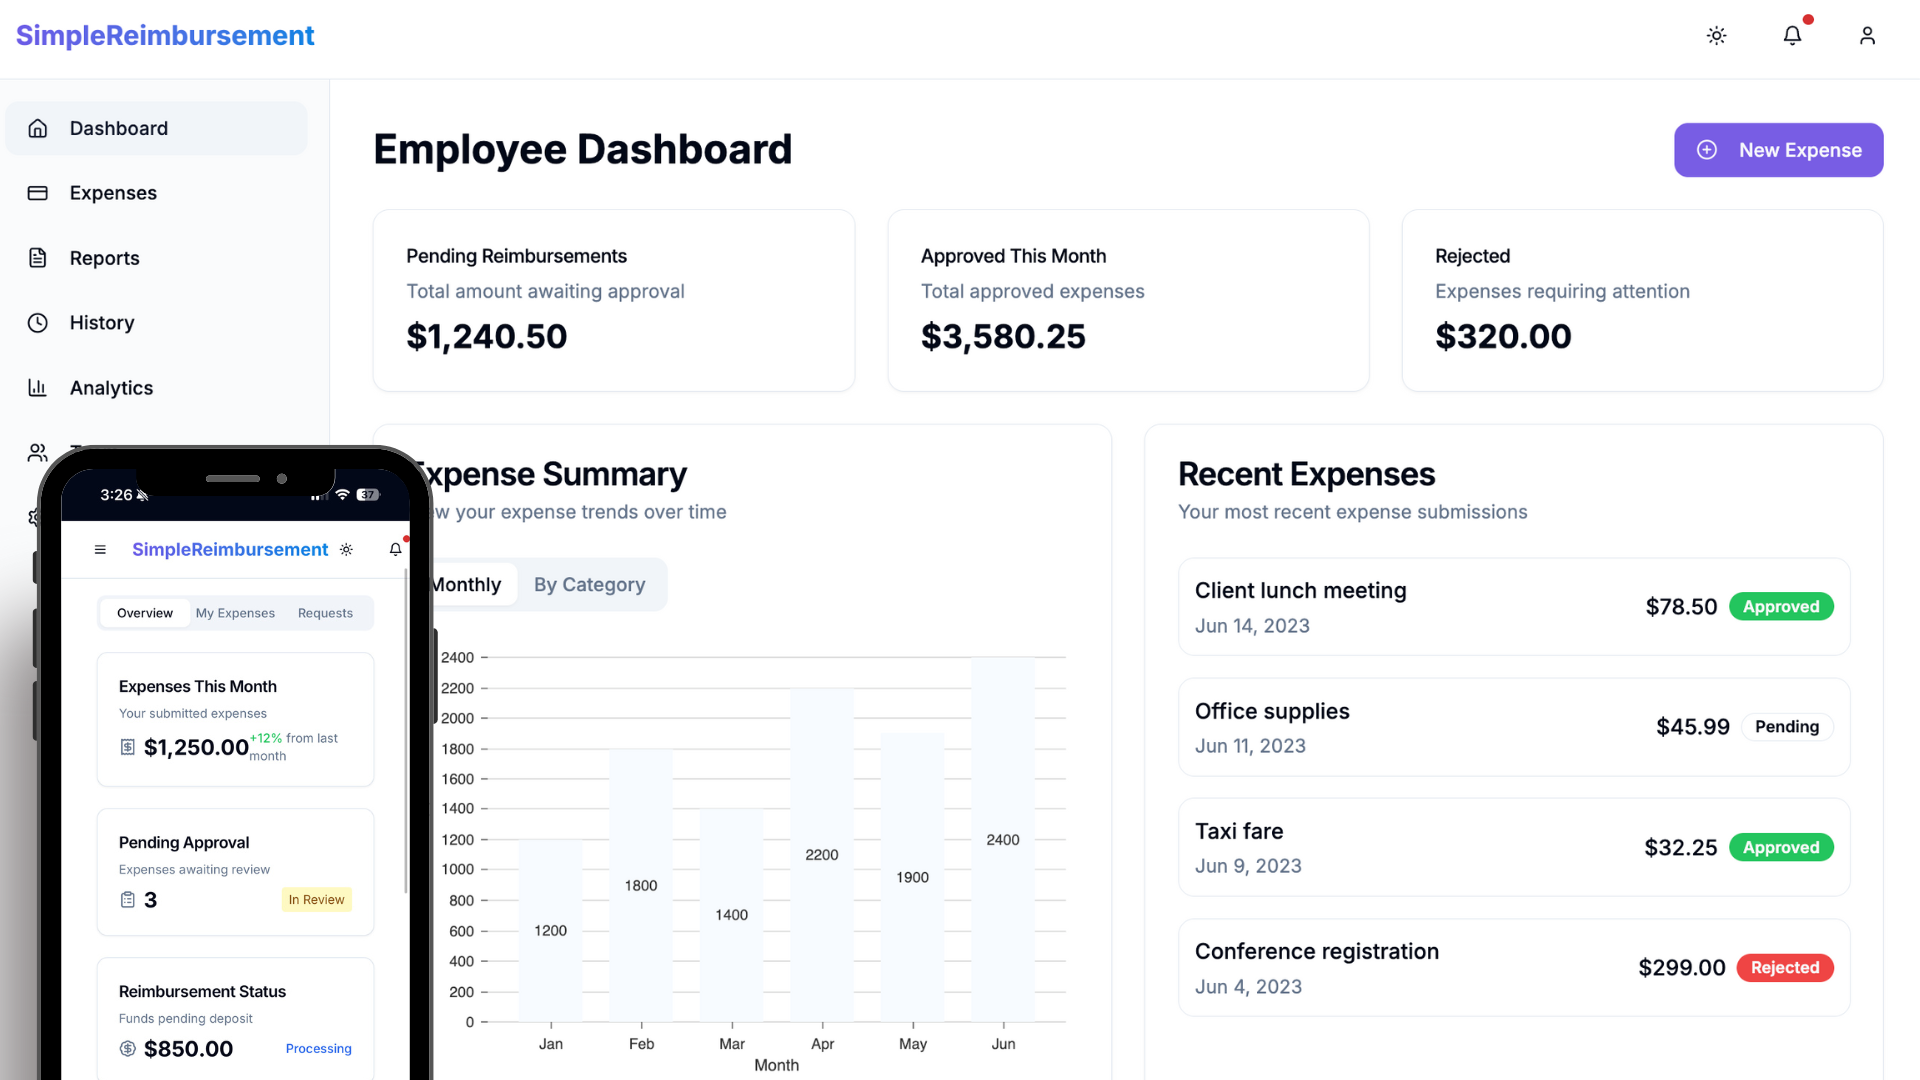 SimpleReimbursement
Dashboard
Expenses
Reports
History
Analytics
Employee Dashboard
New Expense
Pending Reimbursements
Total amount awaiting approval
$1,240.50
Approved This Month
Total approved expenses
$3,580.25
Rejected
Expenses requiring attention
$320.00
xpense Summary
w your expense trends over time
Monthly
By Category
2400
2200
2000
1800
1600
1400
1200
1000
800
600
400
200
0
1200
1800
1400
2200
1900
2400
Jan
Feb
Mar
Apr
May
Jun
Month
Recent Expenses
Your most recent expense submissions
Client lunch meeting
Jun 14, 2023
$78.50
Approved
Office supplies
Jun 11, 2023
$45.99
Pending
Taxi fare
Jun 9, 2023
$32.25
Approved
Conference registration
Jun 4, 2023
$299.00
Rejected
3:26
37
SimpleReimbursement
Overview
My Expenses
Requests
Expenses This Month
Your submitted expenses
$1,250.00
+12% from last
month
Pending Approval
Expenses awaiting review
3
In Review
Reimbursement Status
Funds pending deposit
$850.00
Processing